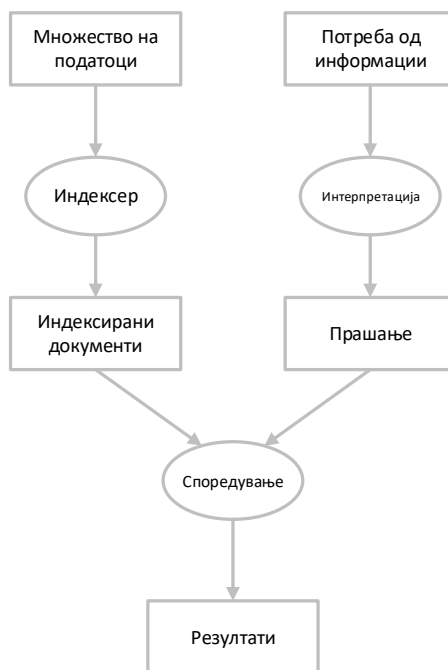 Множество на
податоци
Потреба од
информации
Индексер
Интерпретација
Индексирани
документи
Прашање
Споредување
Резултати